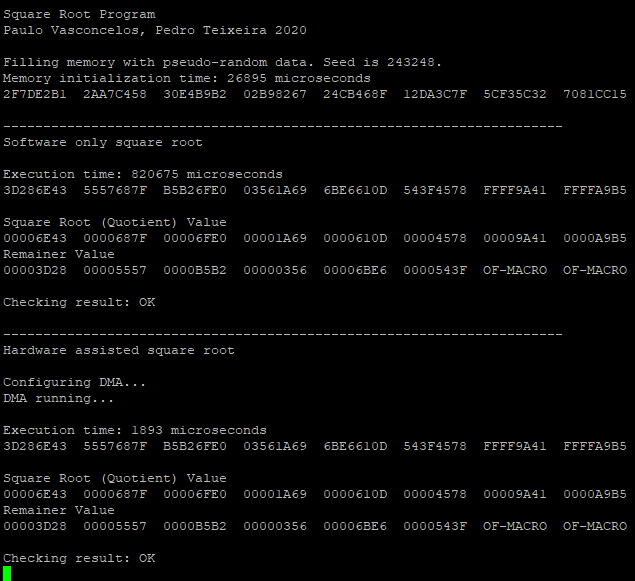 Square Root Program
Paulo Vasconcelos, Pedro Teixeira 2020
Filling memory with pseudo-random data. Seed is 243248.
Memory initialization time: 26895 microseconds
2F7DE2B1 2AA7C458 30E4B9B2 02B98267 24CB468F 12DA3C7F 5CF35C32 7081CC15
----------------------------------------------------------------------
Software only square root
Execution time: 820675 microseconds
3D286E43 5557687F B5B26FE0 03561A69 6BE6610D 543F4578 FFFF9A41 FFFFA9B5
Square Root (Quotient) Value
00006E43 0000687F 00006FE0 00001A69 0000610D 00004578 00009A41 0000A9B5
Remainer Value
00003D28 00005557 0000B5B2 00000356 00006BE6 0000543F OF-MACRO OF-MACRO
Checking result: OK
----------------------------------------------------------------------
Hardware assisted square root
Configuring DMA...
DMA running...
Execution time: 1893 microseconds
3D286E43 5557687F B5B26FE0 03561A69 6BE6610D 543F4578 FFFF9A41 FFFFA9B5
Square Root (Quotient) Value
00006E43 0000687F 00006FE0 00001A69 0000610D 00004578 00009A41 0000A9B5
Remainer Value
00003D28 00005557 0000B5B2 00000356 00006BE6 0000543F OF-MACRO OF-MACRO
Checking result: OK